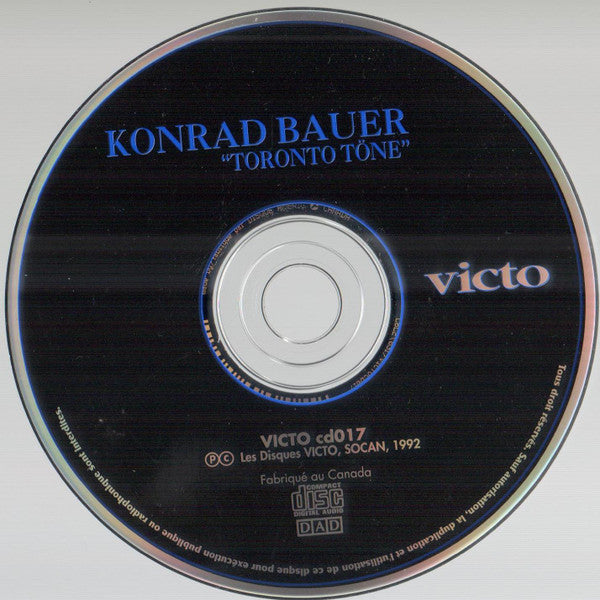 KONRAD BAUER
“TORONTO TÖNE”
victo
VICTO cd017
Ⓟ Ⓒ Les Disques VICTO, SOCAN, 1992
Fabriqué au Canada
COMPACT
disc
DIGITAL AUDIO
DAD
Tous droit réservés. Sauf autorisation, la duplication et l'utilisation de ce disque pour exécution publique ou radiophonique sont interdites.